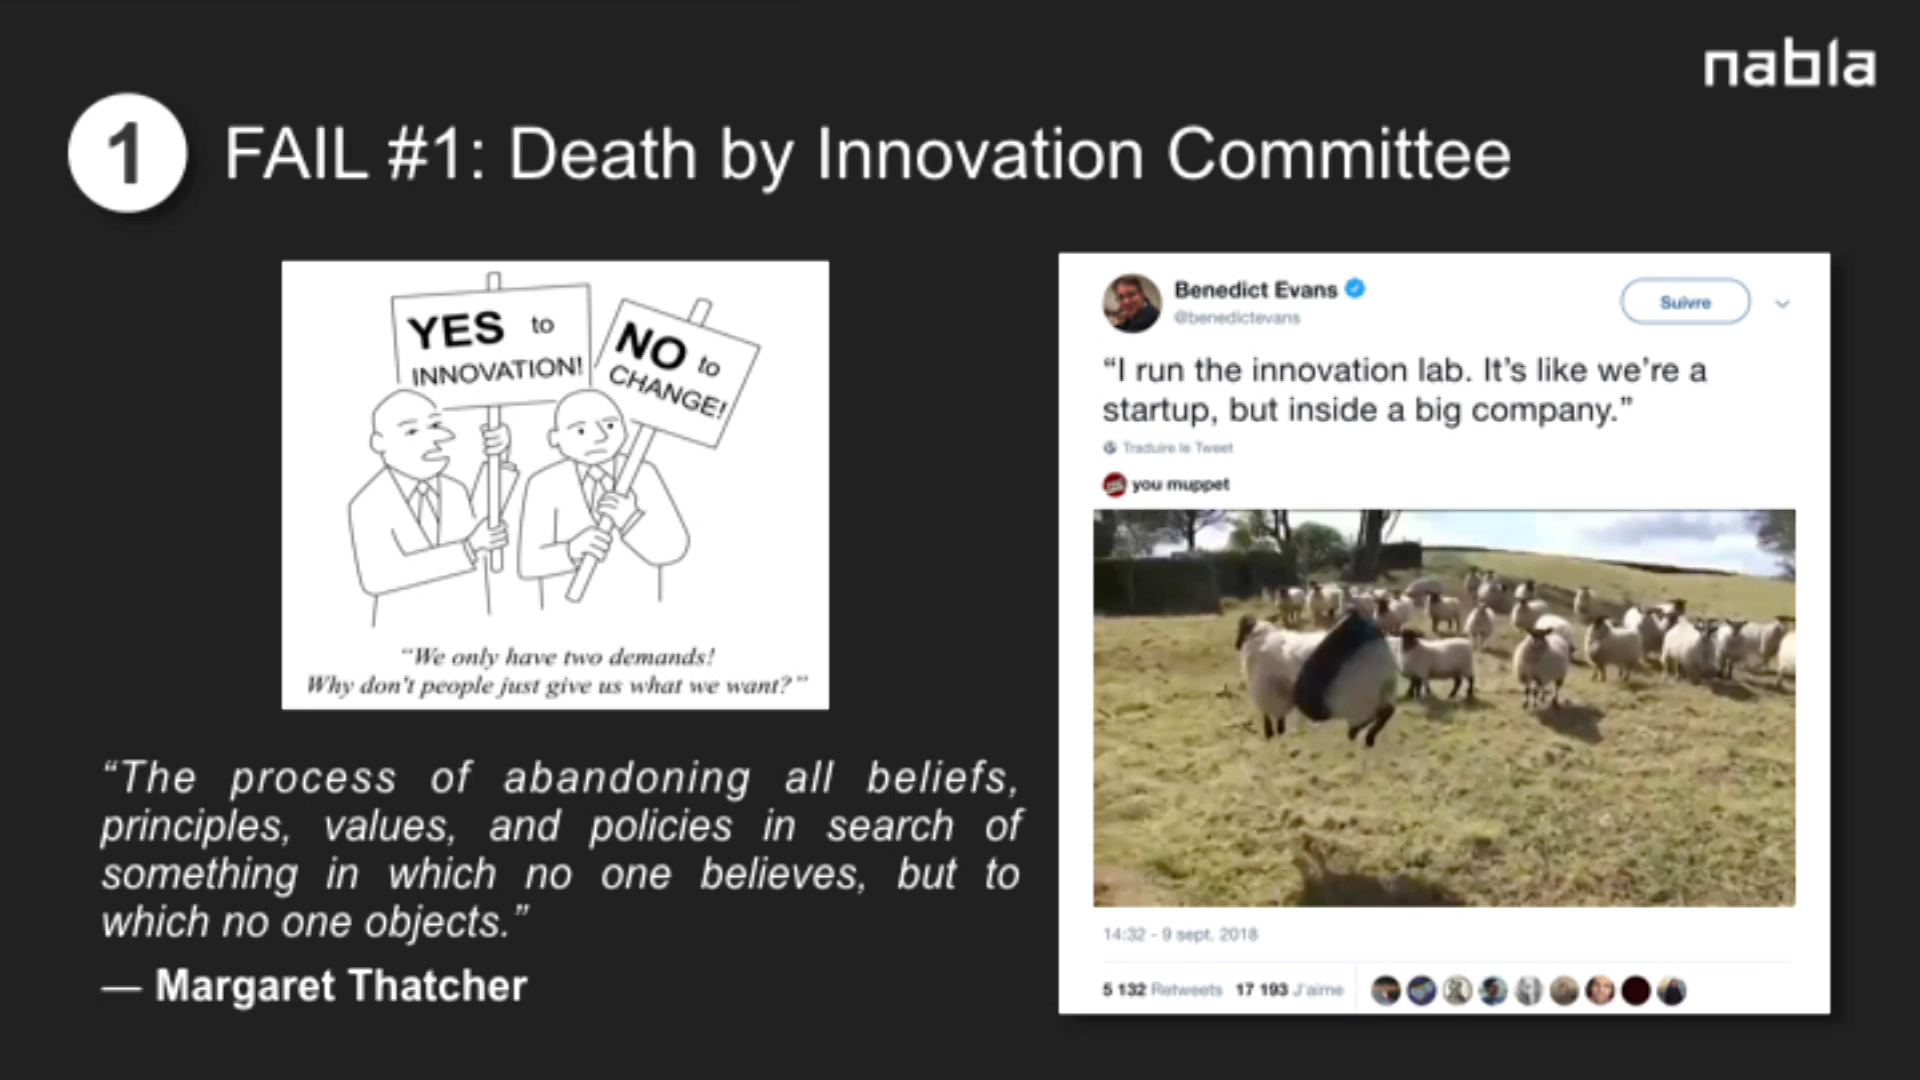 nabla
1
FAIL #1: Death by Innovation Committee
YES to
INNOVATION!
NO to
CHANGE!
“We only have two demands!
Why don't people just give us what we want?”
“The process of abandoning all beliefs,
principles, values, and policies in search of
something in which no one believes, but to
which no one objects.”
— Margaret Thatcher
Benedict Evans
@benedictevans
Suivre
“I run the innovation lab. It’s like we’re a
startup, but inside a big company.”
Traduire le Tweet
you muppet
14:32 - 9 sept. 2018
5 132 Retweets 17 193 J'aime